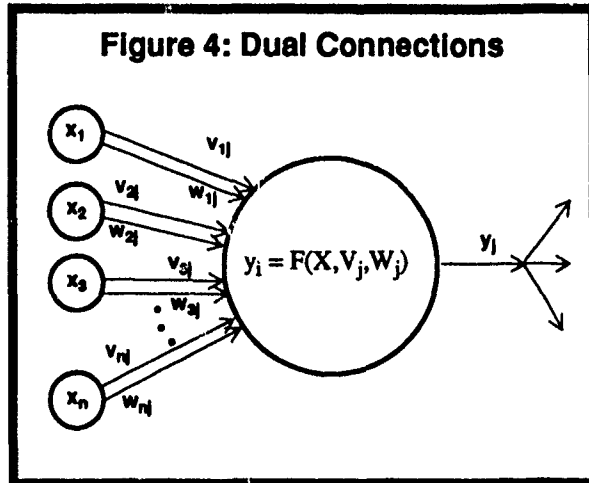 Figure 4: Dual Connections
x1
v1j
w1j
x2
v2j
w2j
x3
v3j
w3j
yi = F(X,Vj,Wj)
yj
xn
vnj
wnj